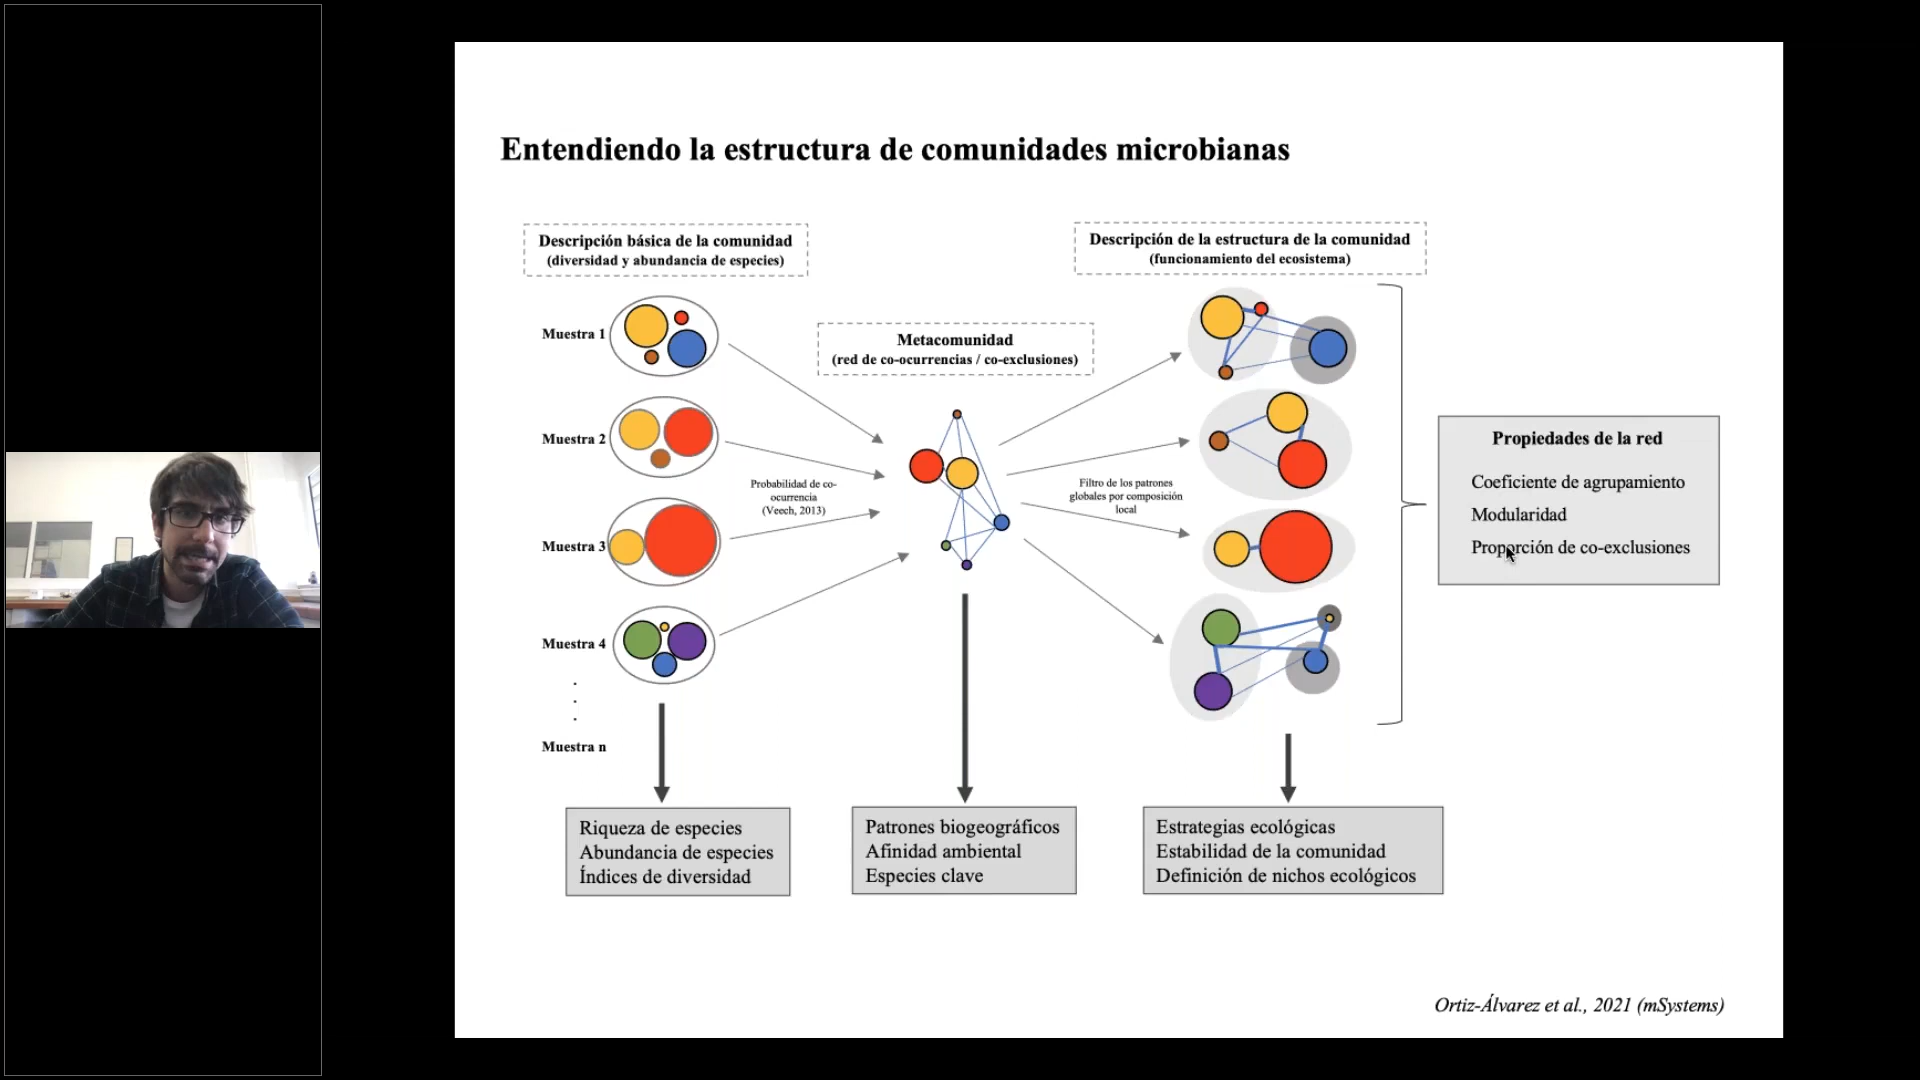 Entendiendo la estructura de comunidades microbianas
Descripción básica de la comunidad
(diversidad y abundancia de especies)
Descripción de la estructura de la comunidad
(funcionamiento del ecosistema)
Metacomunidad
(red de co-ocurrencias / co-exclusiones)
Muestra 1
Muestra 2
Muestra 3
Muestra 4
.
.
.
Muestra n
Probabilidad de co-
ocurrencia
(Veech, 2013)
Filtro de los patrones
globales por composición
local
Propiedades de la red
Coeficiente de agrupamiento
Modularidad
Proporción de co-exclusiones
Riqueza de especies
Abundancia de especies
Índices de diversidad
Patrones biogeográficos
Afinidad ambiental
Especies clave
Estrategias ecológicas
Estabilidad de la comunidad
Definición de nichos ecológicos
Ortiz-Álvarez et al., 2021 (mSystems)